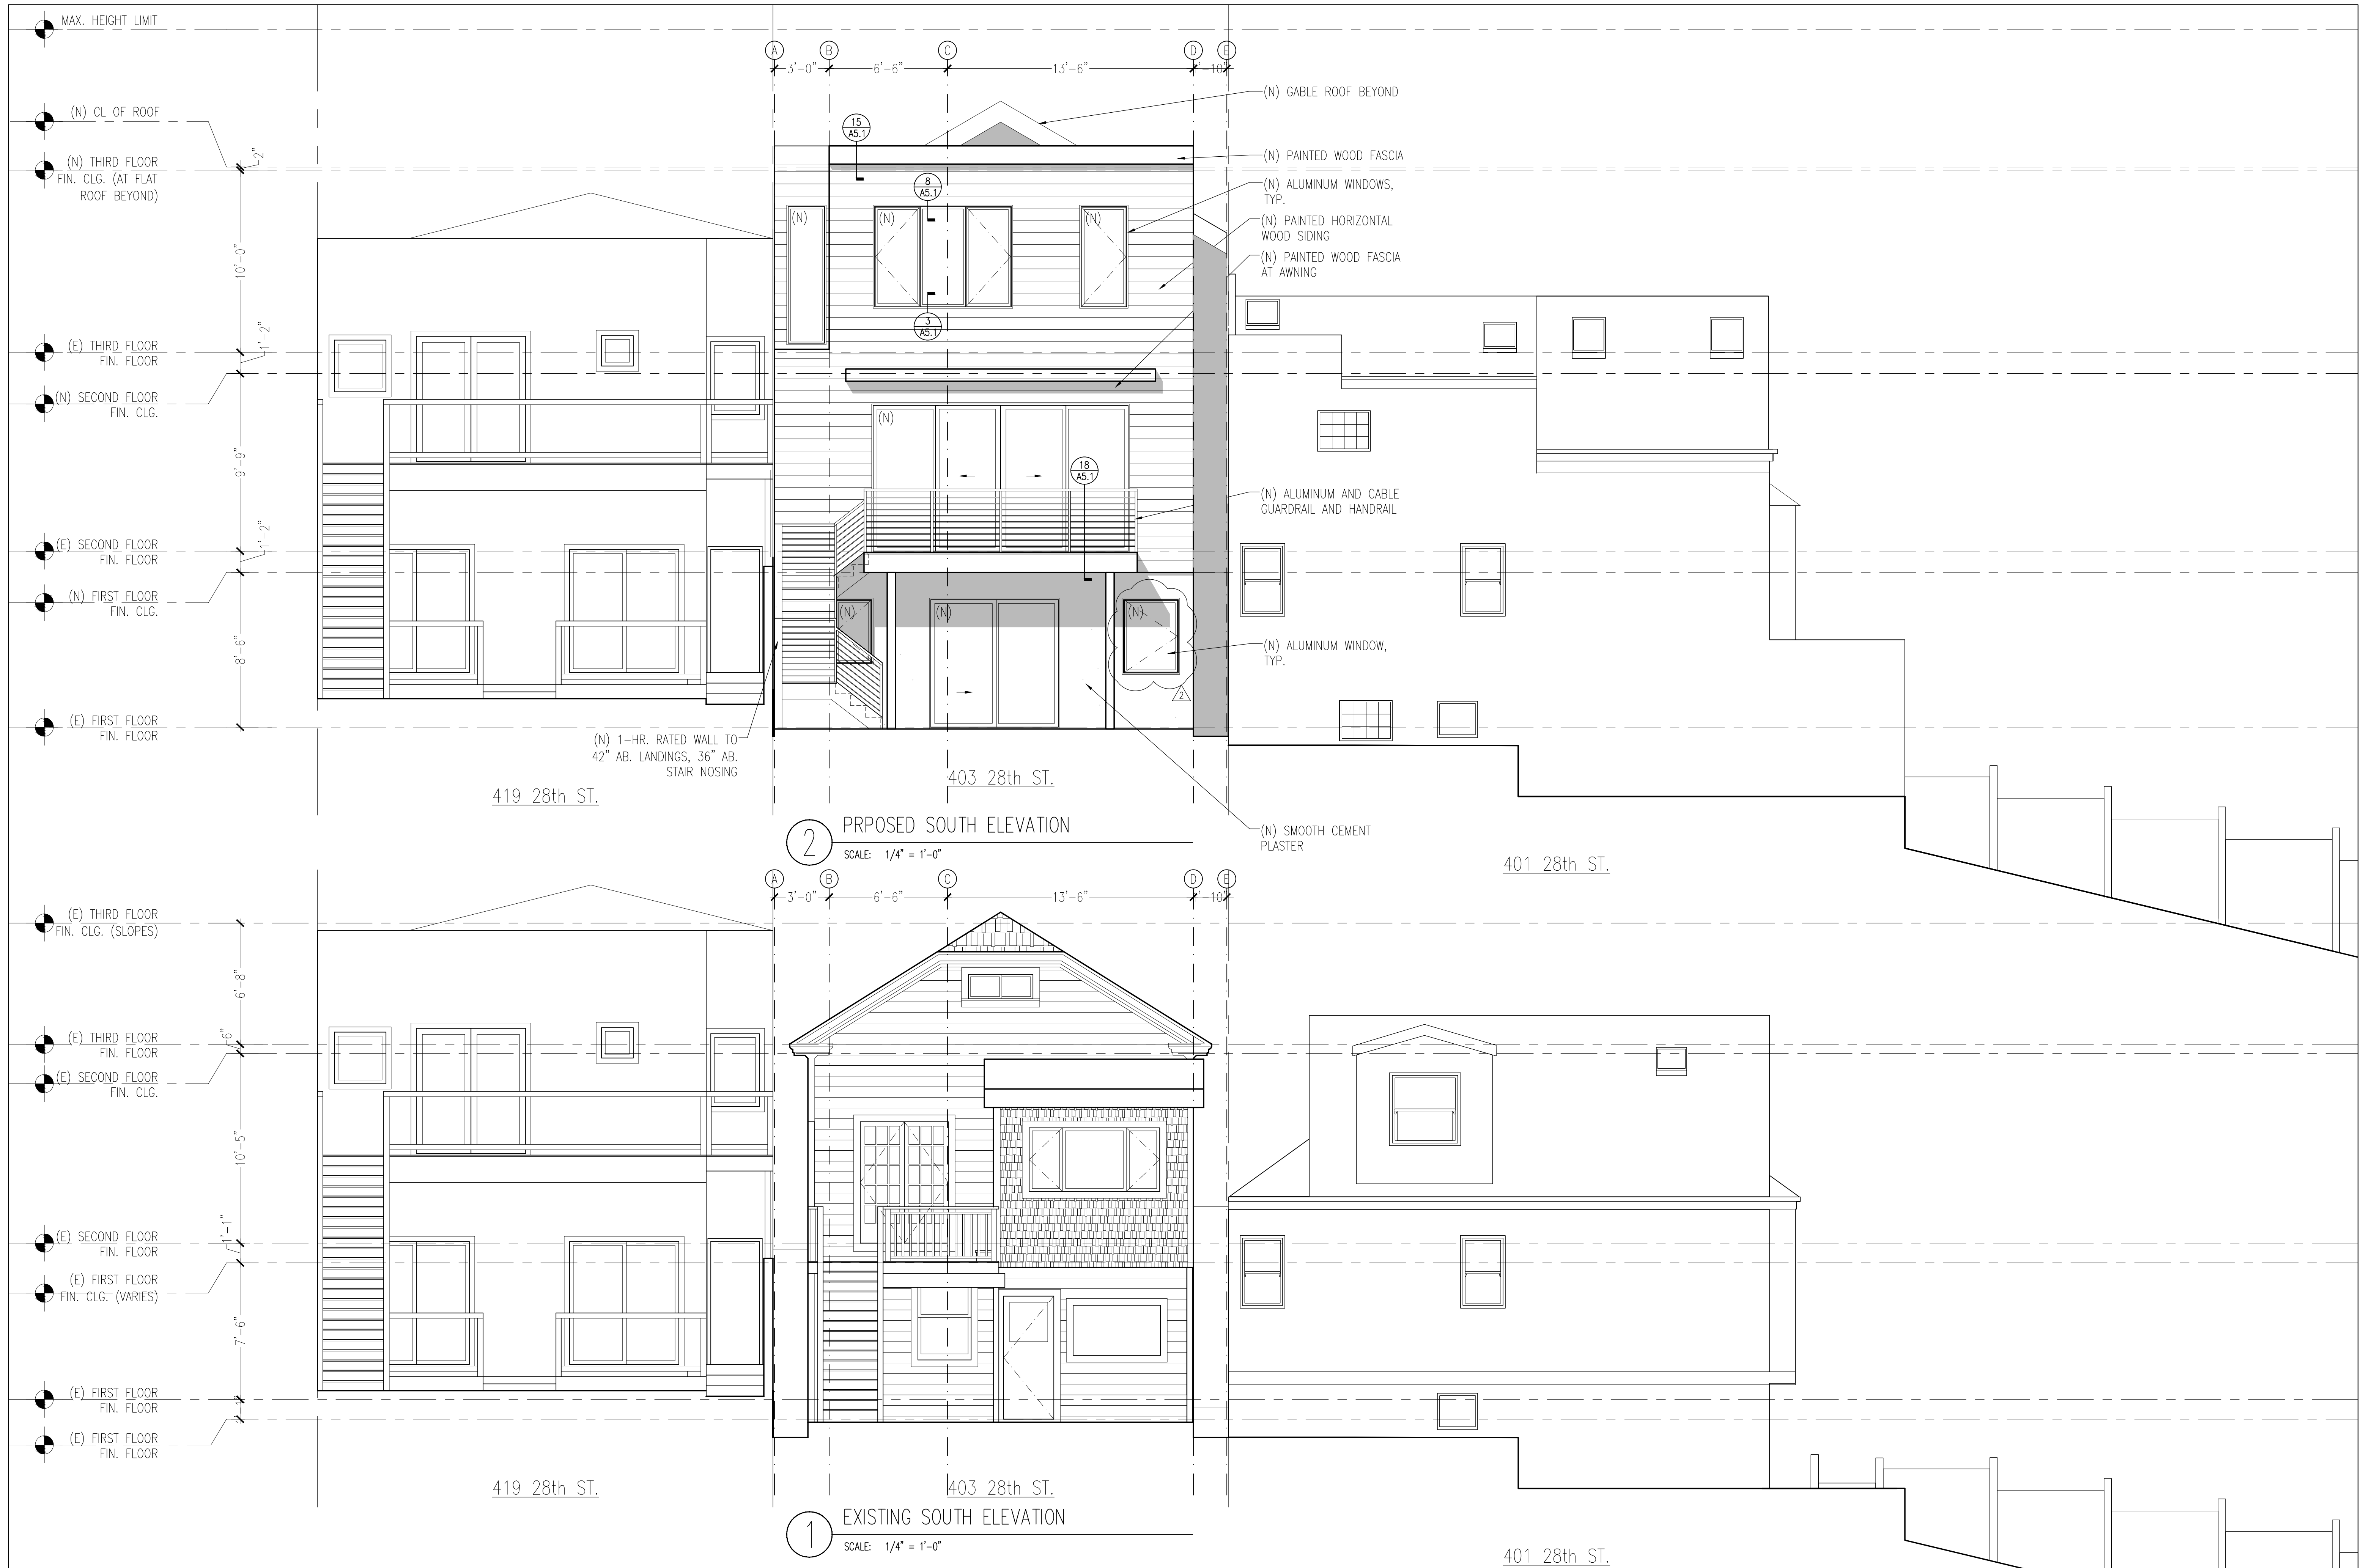 MAX. HEIGHT LIMIT
A
B
C
D
E
3'-0"
6'-6"
13'-6"
1'-10"
(N) GABLE ROOF BEYOND
(N) CL OF ROOF
15
A5.1
2"
(N) THIRD FLOOR
FIN. CLG. (AT FLAT
ROOF BEYOND)
(N) PAINTED WOOD FASCIA
8
A5.1
(N) ALUMINUM WINDOWS,
TYP.
(N)
(N)
(N)
(N) PAINTED HORIZONTAL
WOOD SIDING
(N) PAINTED WOOD FASCIA
AT AWNING
10'-0"
3
A5.1
(E) THIRD FLOOR
FIN. FLOOR
1'-2"
(N) SECOND FLOOR
FIN. CLG.
(N)
9'-9"
18
A5.1
(N) ALUMINUM AND CABLE
GUARDRAIL AND HANDRAIL
(E) SECOND FLOOR
FIN. FLOOR
1'-2"
(N) FIRST FLOOR
FIN. CLG.
(N)
(N)
(N)
8'-6"
(N) ALUMINUM WINDOW,
TYP.
2
(E) FIRST FLOOR
FIN. FLOOR
(N) 1-HR. RATED WALL TO
42" AB. LANDINGS, 36" AB.
STAIR NOSING
419 28th ST.
403 28th ST.
(N) SMOOTH CEMENT
PLASTER
401 28th ST.
2
PRPOSED SOUTH ELEVATION
SCALE: 1/4" = 1'-0"
A
B
C
D
E
3'-0"
6'-6"
13'-6"
1'-10"
(E) THIRD FLOOR
FIN. CLG. (SLOPES)
6'-8"
(E) THIRD FLOOR
FIN. FLOOR
6"
(E) SECOND FLOOR
FIN. CLG.
10'-5"
(E) SECOND FLOOR
FIN. FLOOR
1'-1"
(E) FIRST FLOOR
FIN. CLG. (VARIES)
7'-6"
(E) FIRST FLOOR
FIN. FLOOR
(E) FIRST FLOOR
FIN. FLOOR
419 28th ST.
403 28th ST.
1
EXISTING SOUTH ELEVATION
SCALE: 1/4" = 1'-0"
401 28th ST.